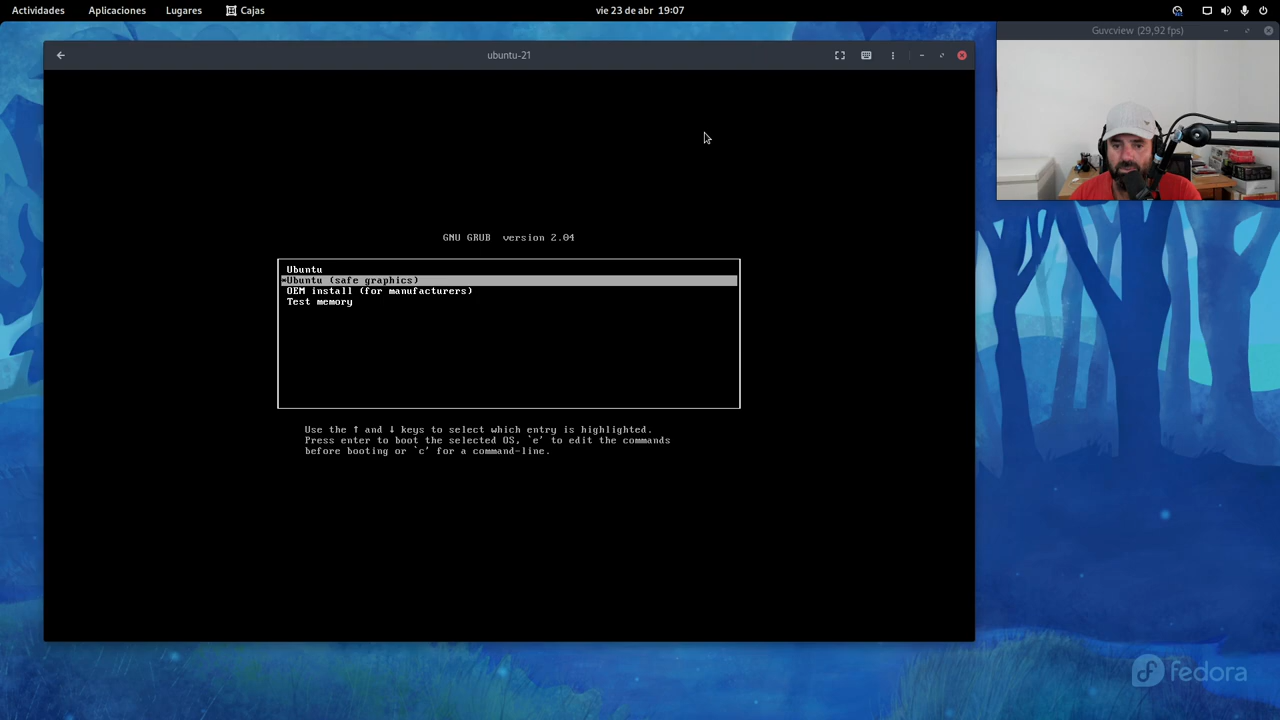 Actividades Aplicaciones Lugares Cajas vie 23 de abr 19:07
Guvcview (29,92 fps)
ubuntu-21
GNU GRUB version 2.04
Ubuntu
*Ubuntu (safe graphics)
OEM install (for manufacturers)
Test memory
Use the ↑ and ↓ keys to select which entry is highlighted.
Press enter to boot the selected OS, `e' to edit the commands
before booting or `c' for a command-line.
fedora